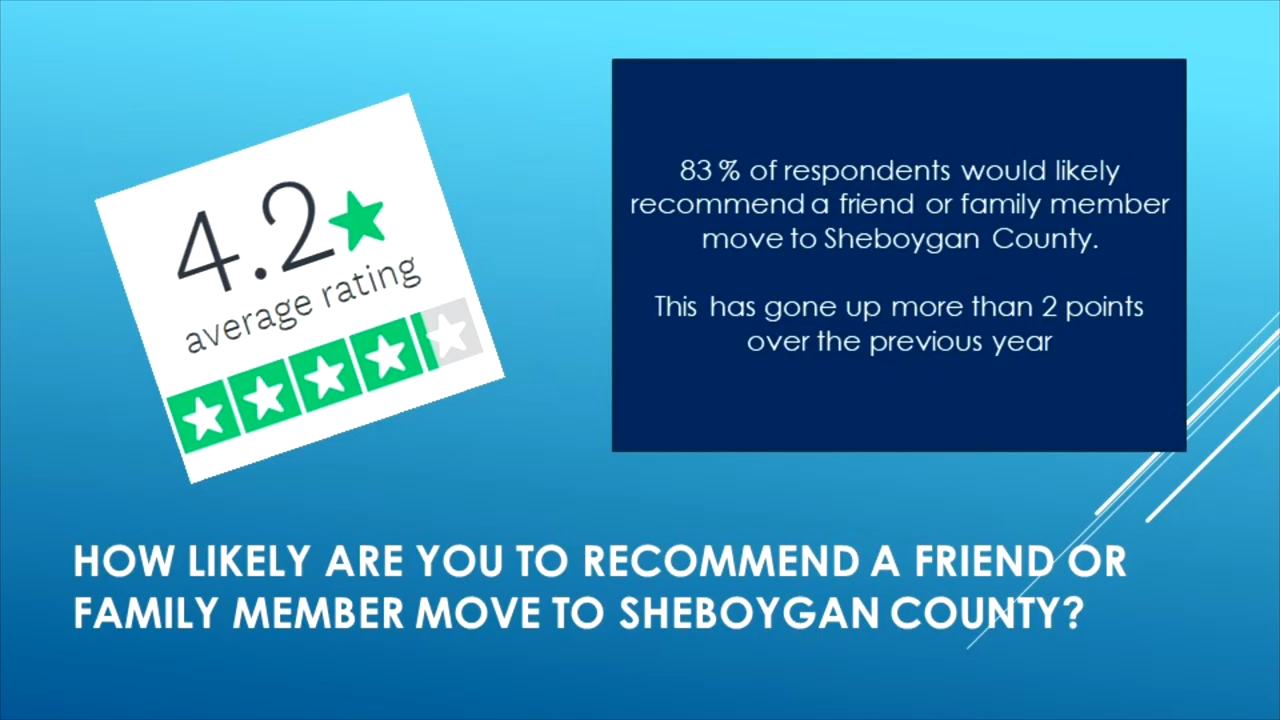 4.2
average rating
83 % of respondents would likely
recommend a friend or family member
move to Sheboygan County.
This has gone up more than 2 points
over the previous year
HOW LIKELY ARE YOU TO RECOMMEND A FRIEND OR
FAMILY MEMBER MOVE TO SHEBOYGAN COUNTY?